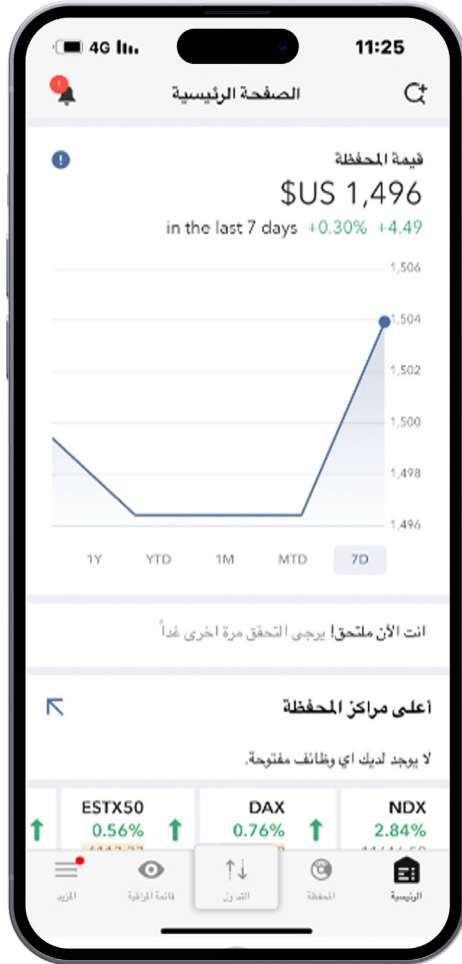 4G 11:25
1
الصفحة الرئيسية
قيمة المحفظة
$US 1,496
in the last 7 days +0.30% +4.49
1,506
1,504
1,502
1,500
1,498
1,496
1Y YTD 1M MTD 7D
انت الأن ملتحق! يرجى التحقق مرة اخرى غداً
أعلى مراكز المحفظة
لا يوجد لديك اي وظائف مفتوحة.
ESTX50 DAX NDX
0.56% 0.76% 2.84%
الرئيسية المحفظة التداول قائمة المراقبة المزيد